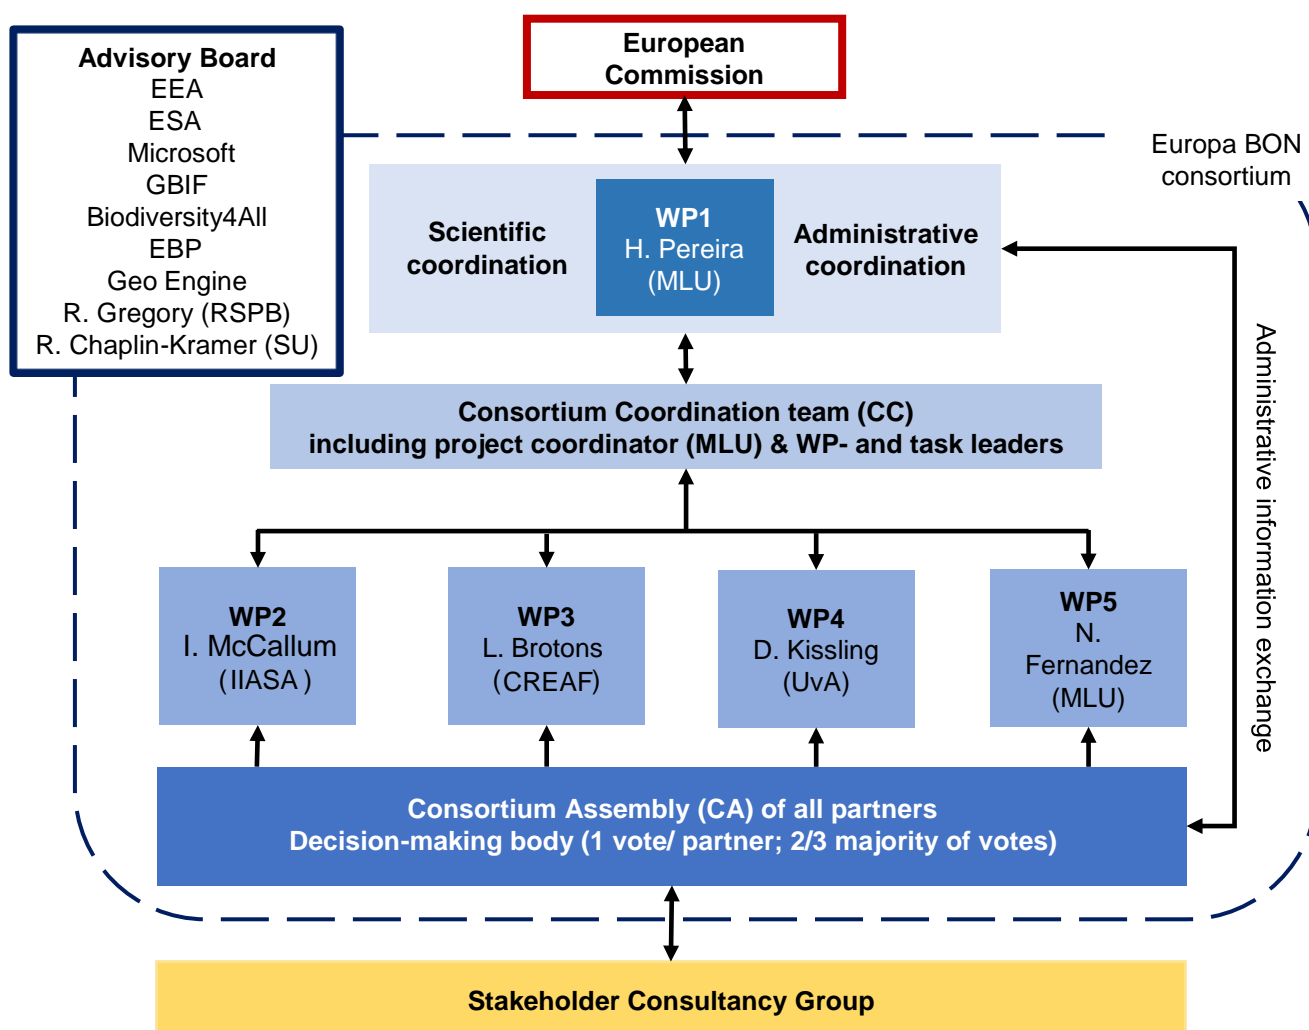 Advisory Board
EEA
ESA
Microsoft
GBIF
Biodiversity4All
EBP
Geo Engine
R. Gregory (RSPB)
R. Chaplin-Kramer (SU)
European
Commission
Europa BON
consortium
Scientific
coordination
WP1
H. Pereira
(MLU)
Administrative
coordination
Administrative information exchange
Consortium Coordination team (CC)
including project coordinator (MLU) & WP- and task leaders
WP2
I. McCallum
(IIASA)
WP3
L. Brotons
(CREAF)
WP4
D. Kissling
(UvA)
WP5
N.
Fernandez
(MLU)
Consortium Assembly (CA) of all partners
Decision-making body (1 vote/ partner; 2/3 majority of votes)
Stakeholder Consultancy Group